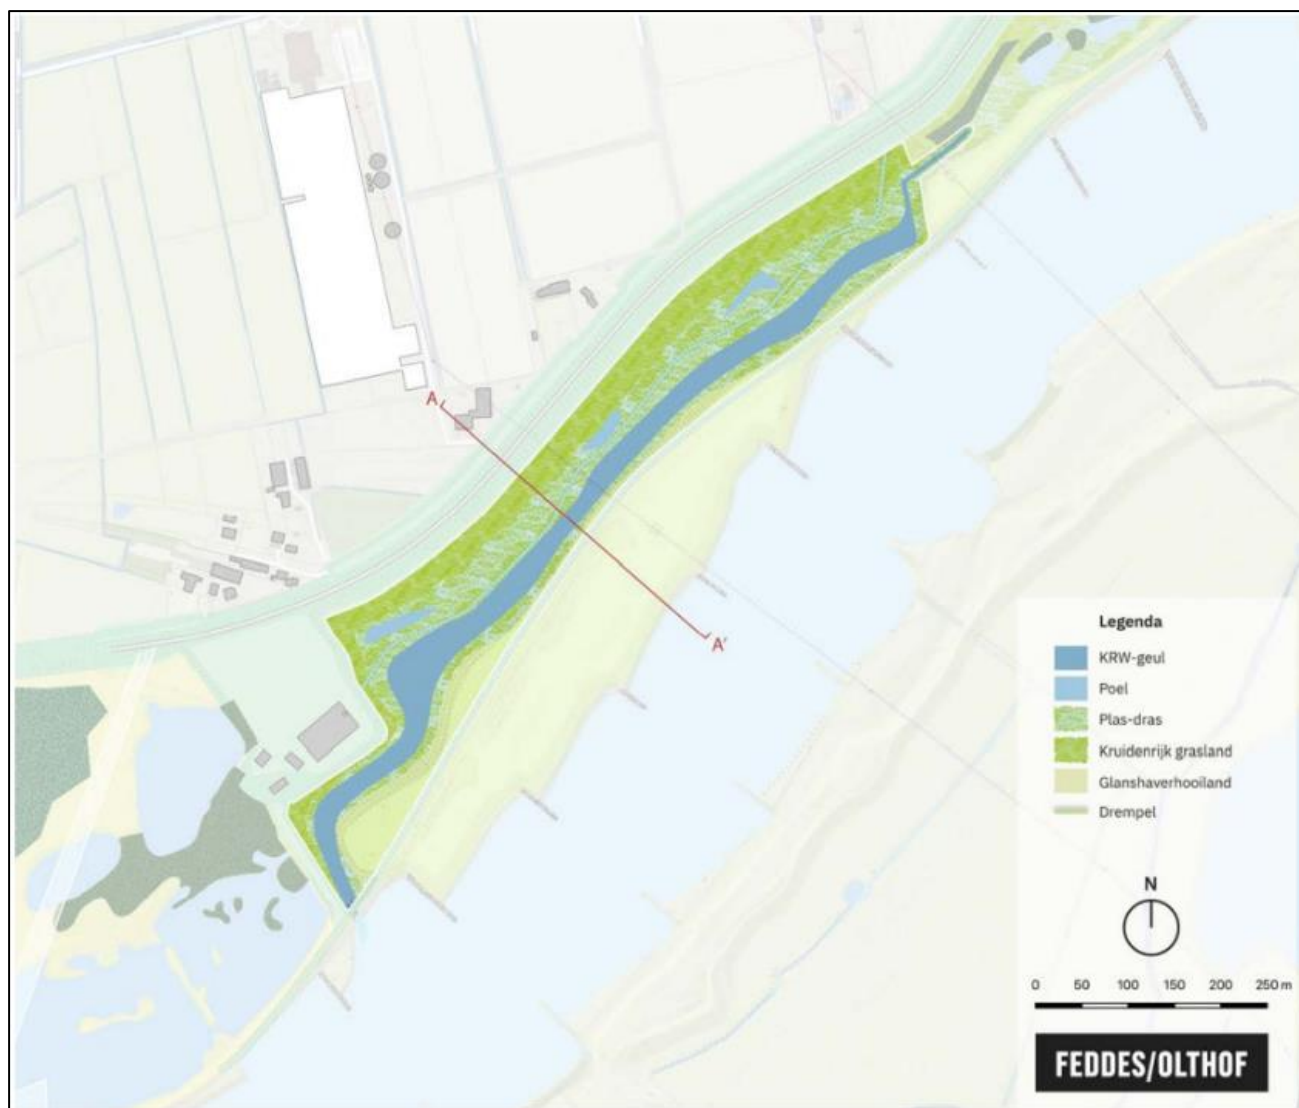 A
A'
Legenda
KRW-geul
Poel
Plas-dras
Kruidenrijk grasland
Glanshaverhooiland
Drempel
N
0 50 100 150 200 250 m
FEDDES/OLTHOF